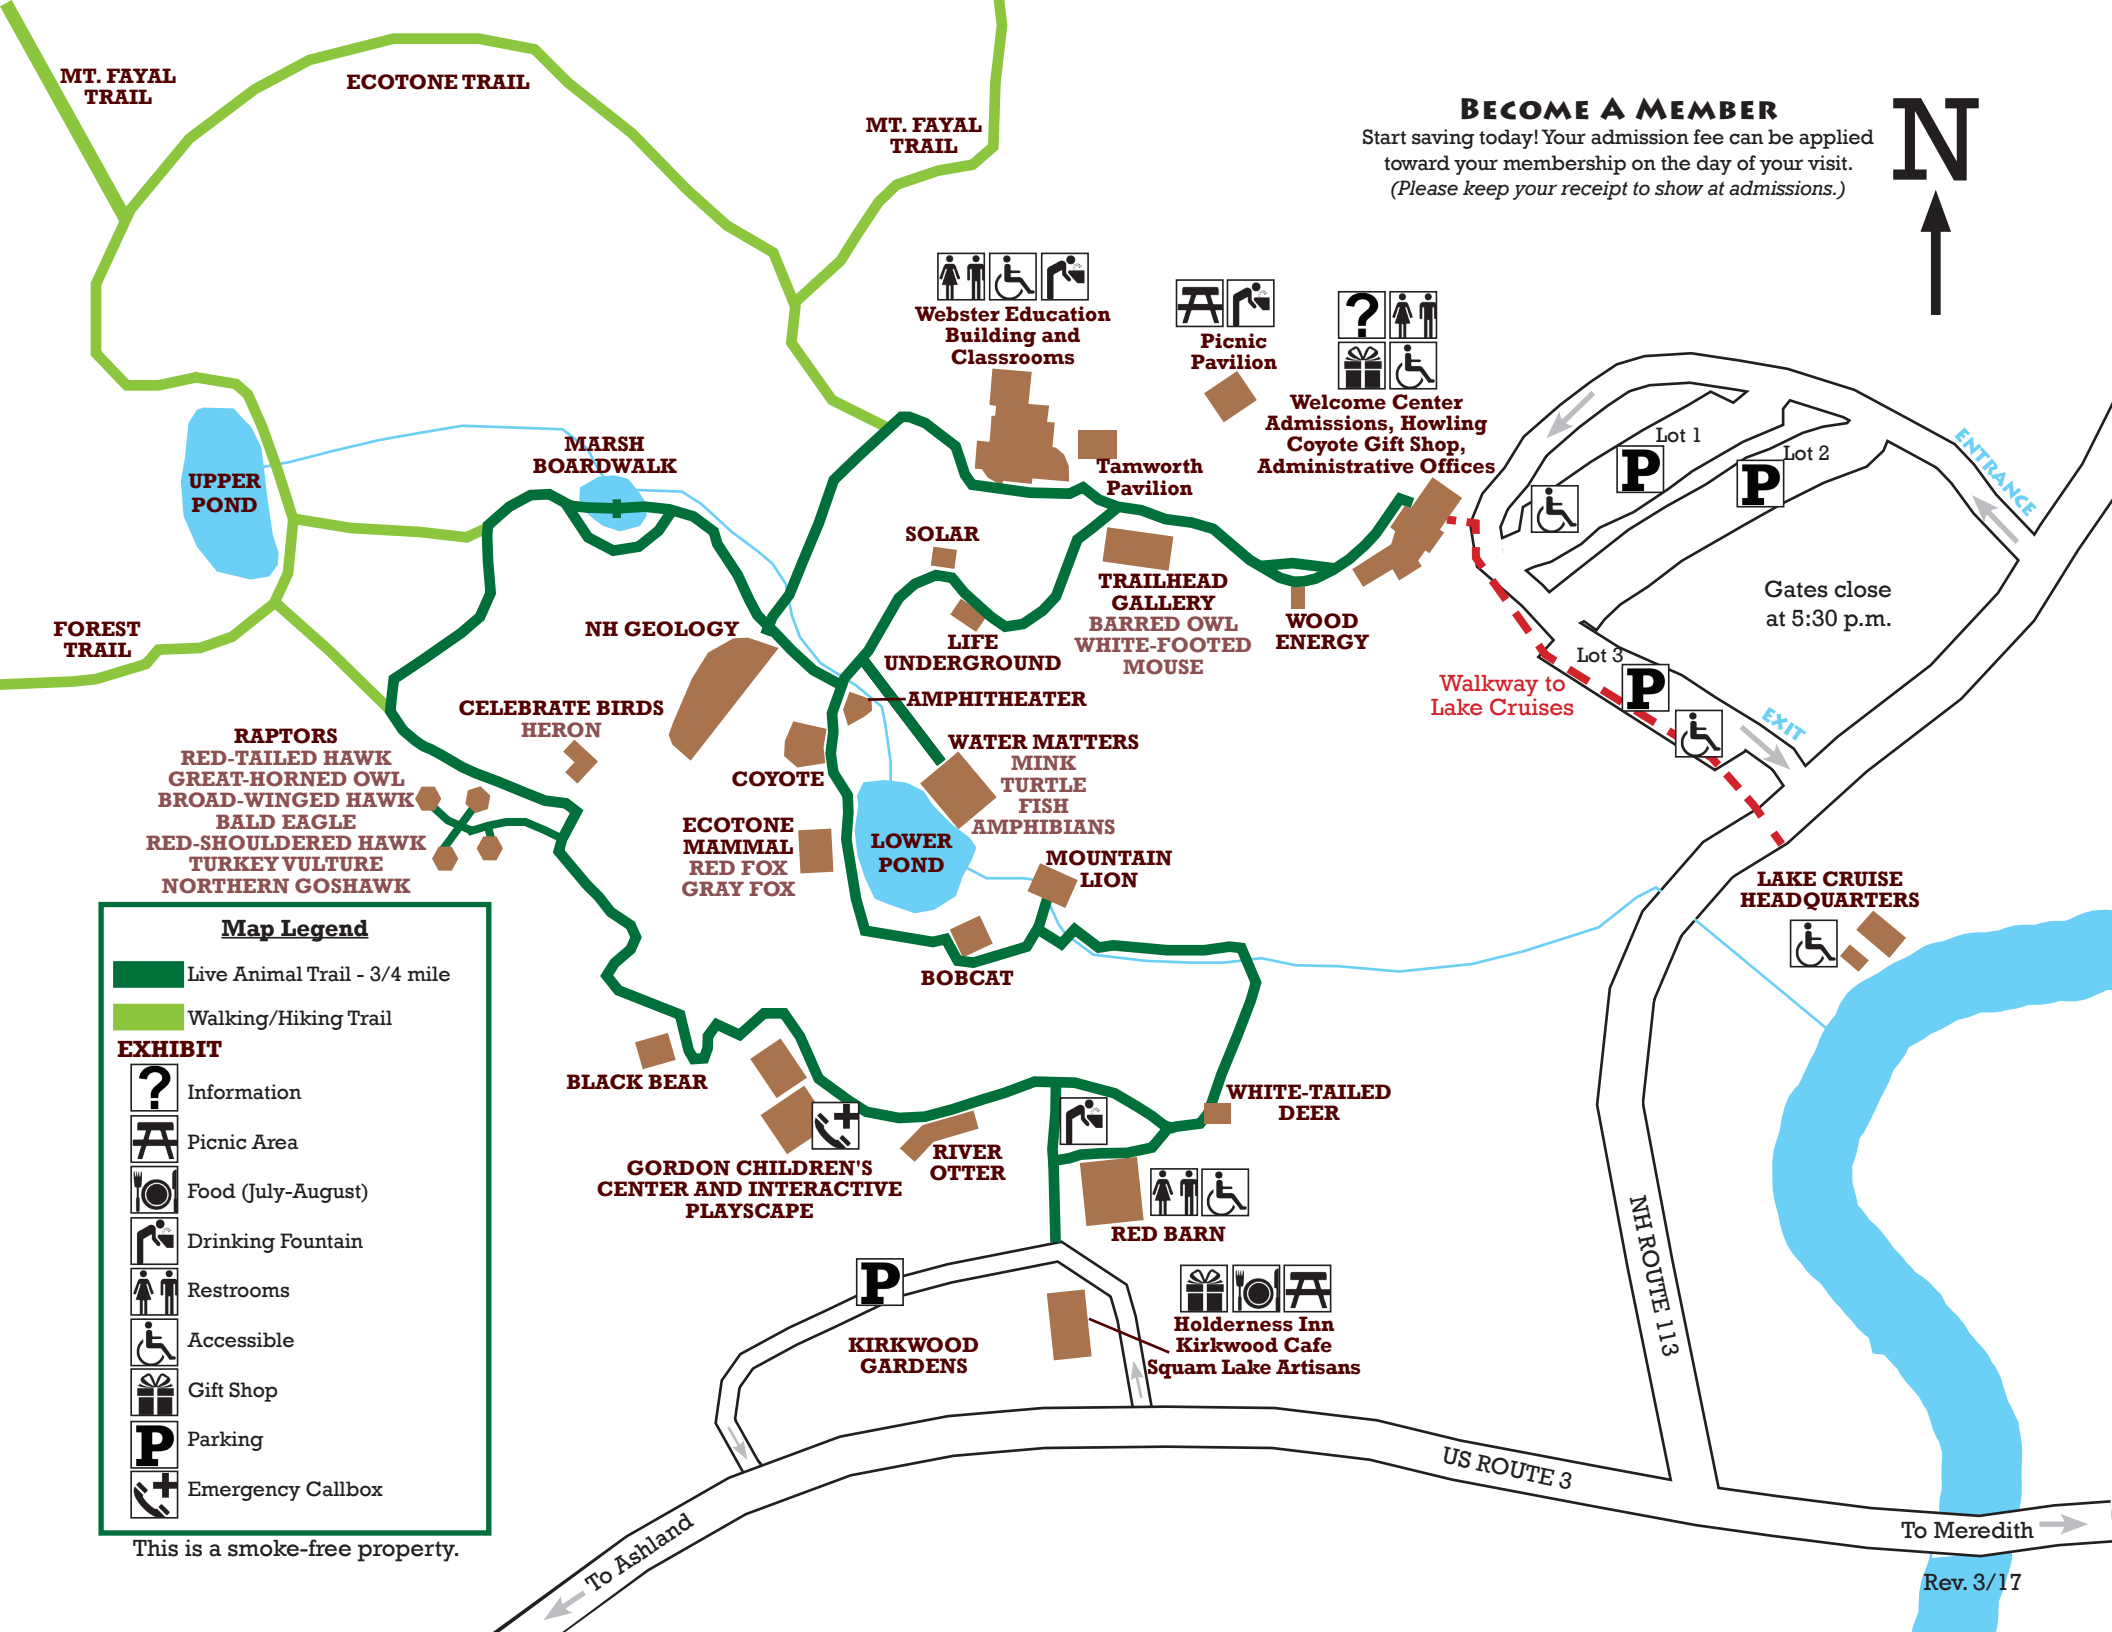 MT. FAYAL
TRAIL
ECOTONE TRAIL
MT. FAYAL
TRAIL
BECOME A MEMBER
Start saving today! Your admission fee can be applied
toward your membership on the day of your visit.
(Please keep your receipt to show at admissions.)
N
Webster Education
Building and
Classrooms
Picnic
Pavilion
?
Welcome Center
Admissions, Howling
Coyote Gift Shop,
Administrative Offices
Tamworth
Pavilion
Lot 1
P
Lot 2
P
ENTRANCE
Gates close
at 5:30 p.m.
Lot 3
P
EXIT
Walkway to
Lake Cruises
UPPER
POND
MARSH
BOARDWALK
SOLAR
LIFE
UNDERGROUND
TRAILHEAD
GALLERY
BARRED OWL
WHITE-FOOTED
MOUSE
WOOD
ENERGY
FOREST
TRAIL
NH GEOLOGY
AMPHITHEATER
CELEBRATE BIRDS
HERON
COYOTE
WATER MATTERS
MINK
TURTLE
FISH
AMPHIBIANS
RAPTORS
RED-TAILED HAWK
GREAT-HORNED OWL
BROAD-WINGED HAWK
BALD EAGLE
RED-SHOULDERED HAWK
TURKEY VULTURE
NORTHERN GOSHAWK
ECOTONE
MAMMAL
RED FOX
GRAY FOX
LOWER
POND
MOUNTAIN
LION
BOBCAT
LAKE CRUISE
HEADQUARTERS
BLACK BEAR
WHITE-TAILED
DEER
GORDON CHILDREN'S
CENTER AND INTERACTIVE
PLAYSCAPE
RIVER
OTTER
RED BARN
P
KIRKWOOD
GARDENS
Holderness Inn
Kirkwood Cafe
Squam Lake Artisans
NH ROUTE 113
US ROUTE 3
To Ashland
To Meredith
Rev. 3/17
Map Legend
Live Animal Trail - 3/4 mile
Walking/Hiking Trail
EXHIBIT
? Information
Picnic Area
Food (July-August)
Drinking Fountain
Restrooms
Accessible
Gift Shop
P Parking
Emergency Callbox
This is a smoke-free property.